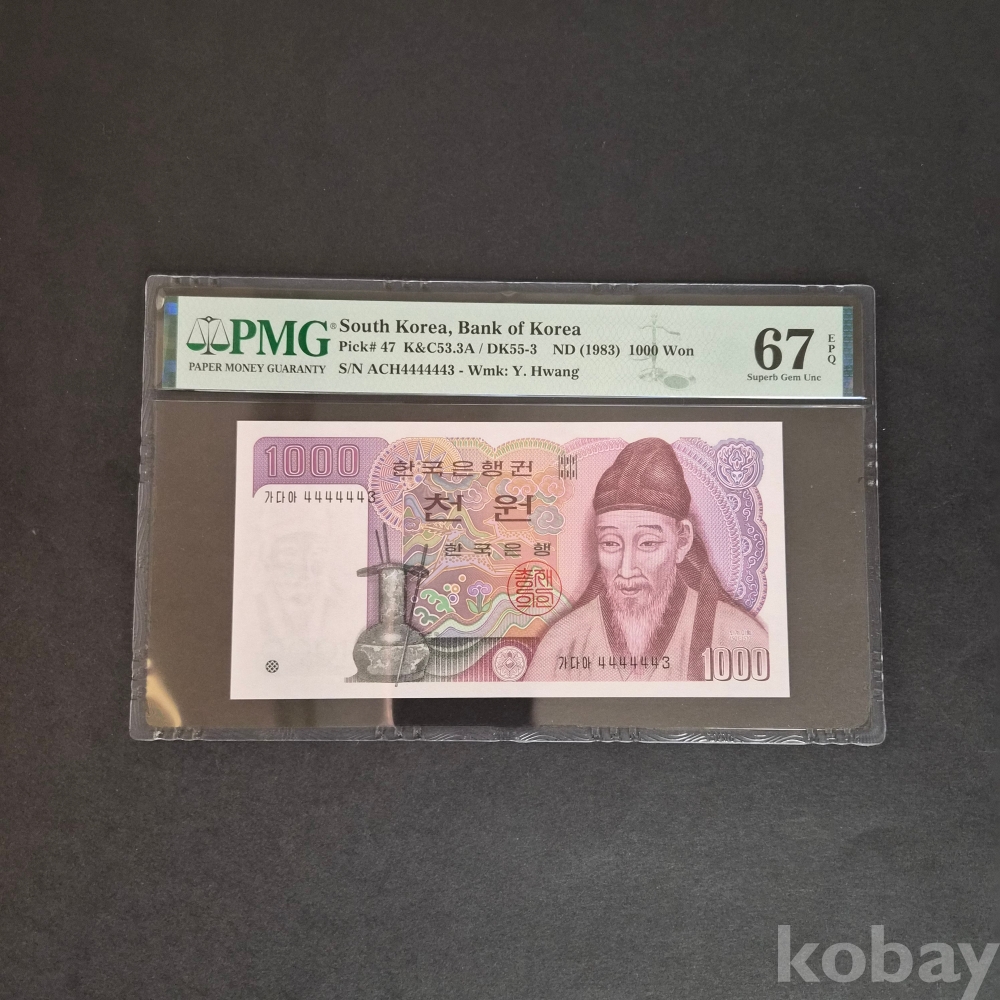 PMG®
PAPER MONEY GUARANTY
South Korea, Bank of Korea
Pick# 47 K&C53.3A / DK55-3 ND (1983) 1000 Won
S/N ACH4444443 - Wmk: Y. Hwang
67
EPQ
Superb Gem Unc
1000
한국은행권
가다아 4444443
천 원
한국은행
가다아 4444443
1000
kobay